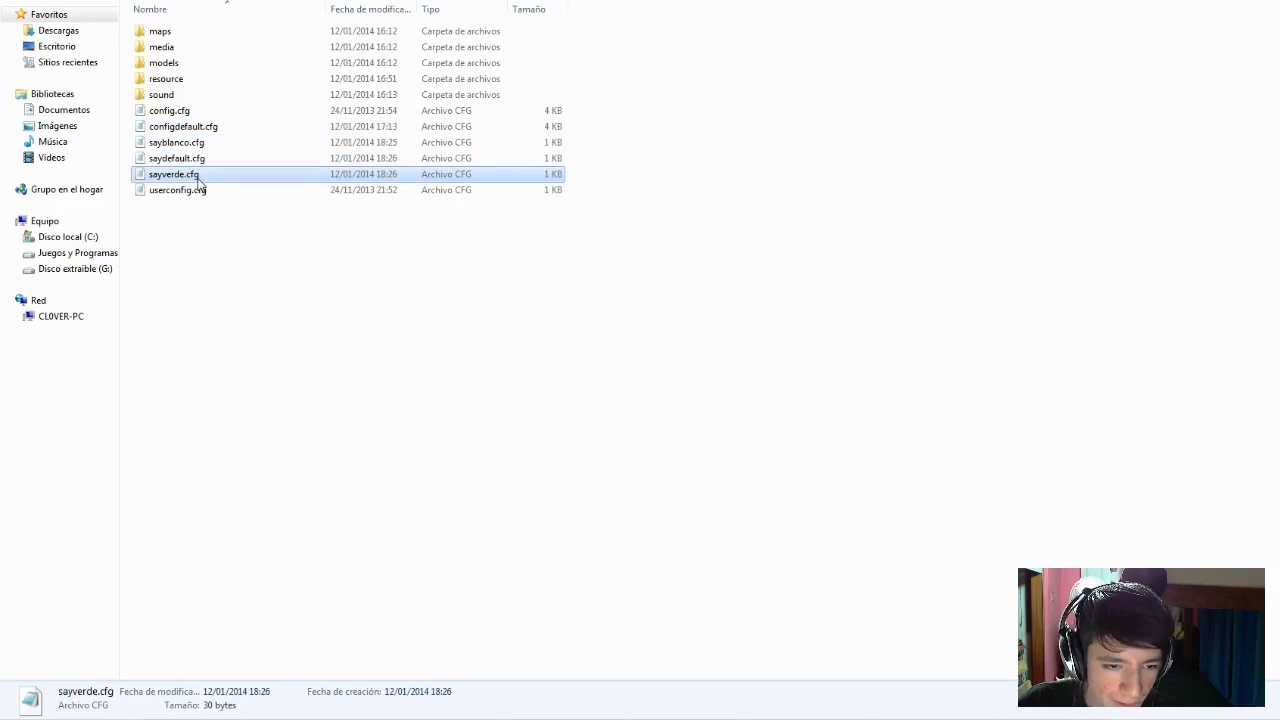 Favoritos
Descargas
Escritorio
Sitios recientes
Bibliotecas
Documentos
Imágenes
Música
Vídeos
Grupo en el hogar
Equipo
Disco local (C:)
Juegos y Programas
Disco extraible (G:)
Red
CL0VER-PC
Nombre Fecha de modifica... Tipo Tamaño
maps 12/01/2014 16:12 Carpeta de archivos
media 12/01/2014 16:12 Carpeta de archivos
models 12/01/2014 16:12 Carpeta de archivos
resource 12/01/2014 16:51 Carpeta de archivos
sound 12/01/2014 16:13 Carpeta de archivos
config.cfg 24/11/2013 21:54 Archivo CFG 4 KB
configdefault.cfg 12/01/2014 17:13 Archivo CFG 4 KB
sayblanco.cfg 12/01/2014 18:25 Archivo CFG 1 KB
saydefault.cfg 12/01/2014 18:26 Archivo CFG 1 KB
sayverde.cfg 12/01/2014 18:26 Archivo CFG 1 KB
userconfig.cfg 24/11/2013 21:52 Archivo CFG 1 KB
sayverde.cfg Fecha de modifica... 12/01/2014 18:26 Fecha de creación: 12/01/2014 18:26
Archivo CFG Tamaño: 30 bytes